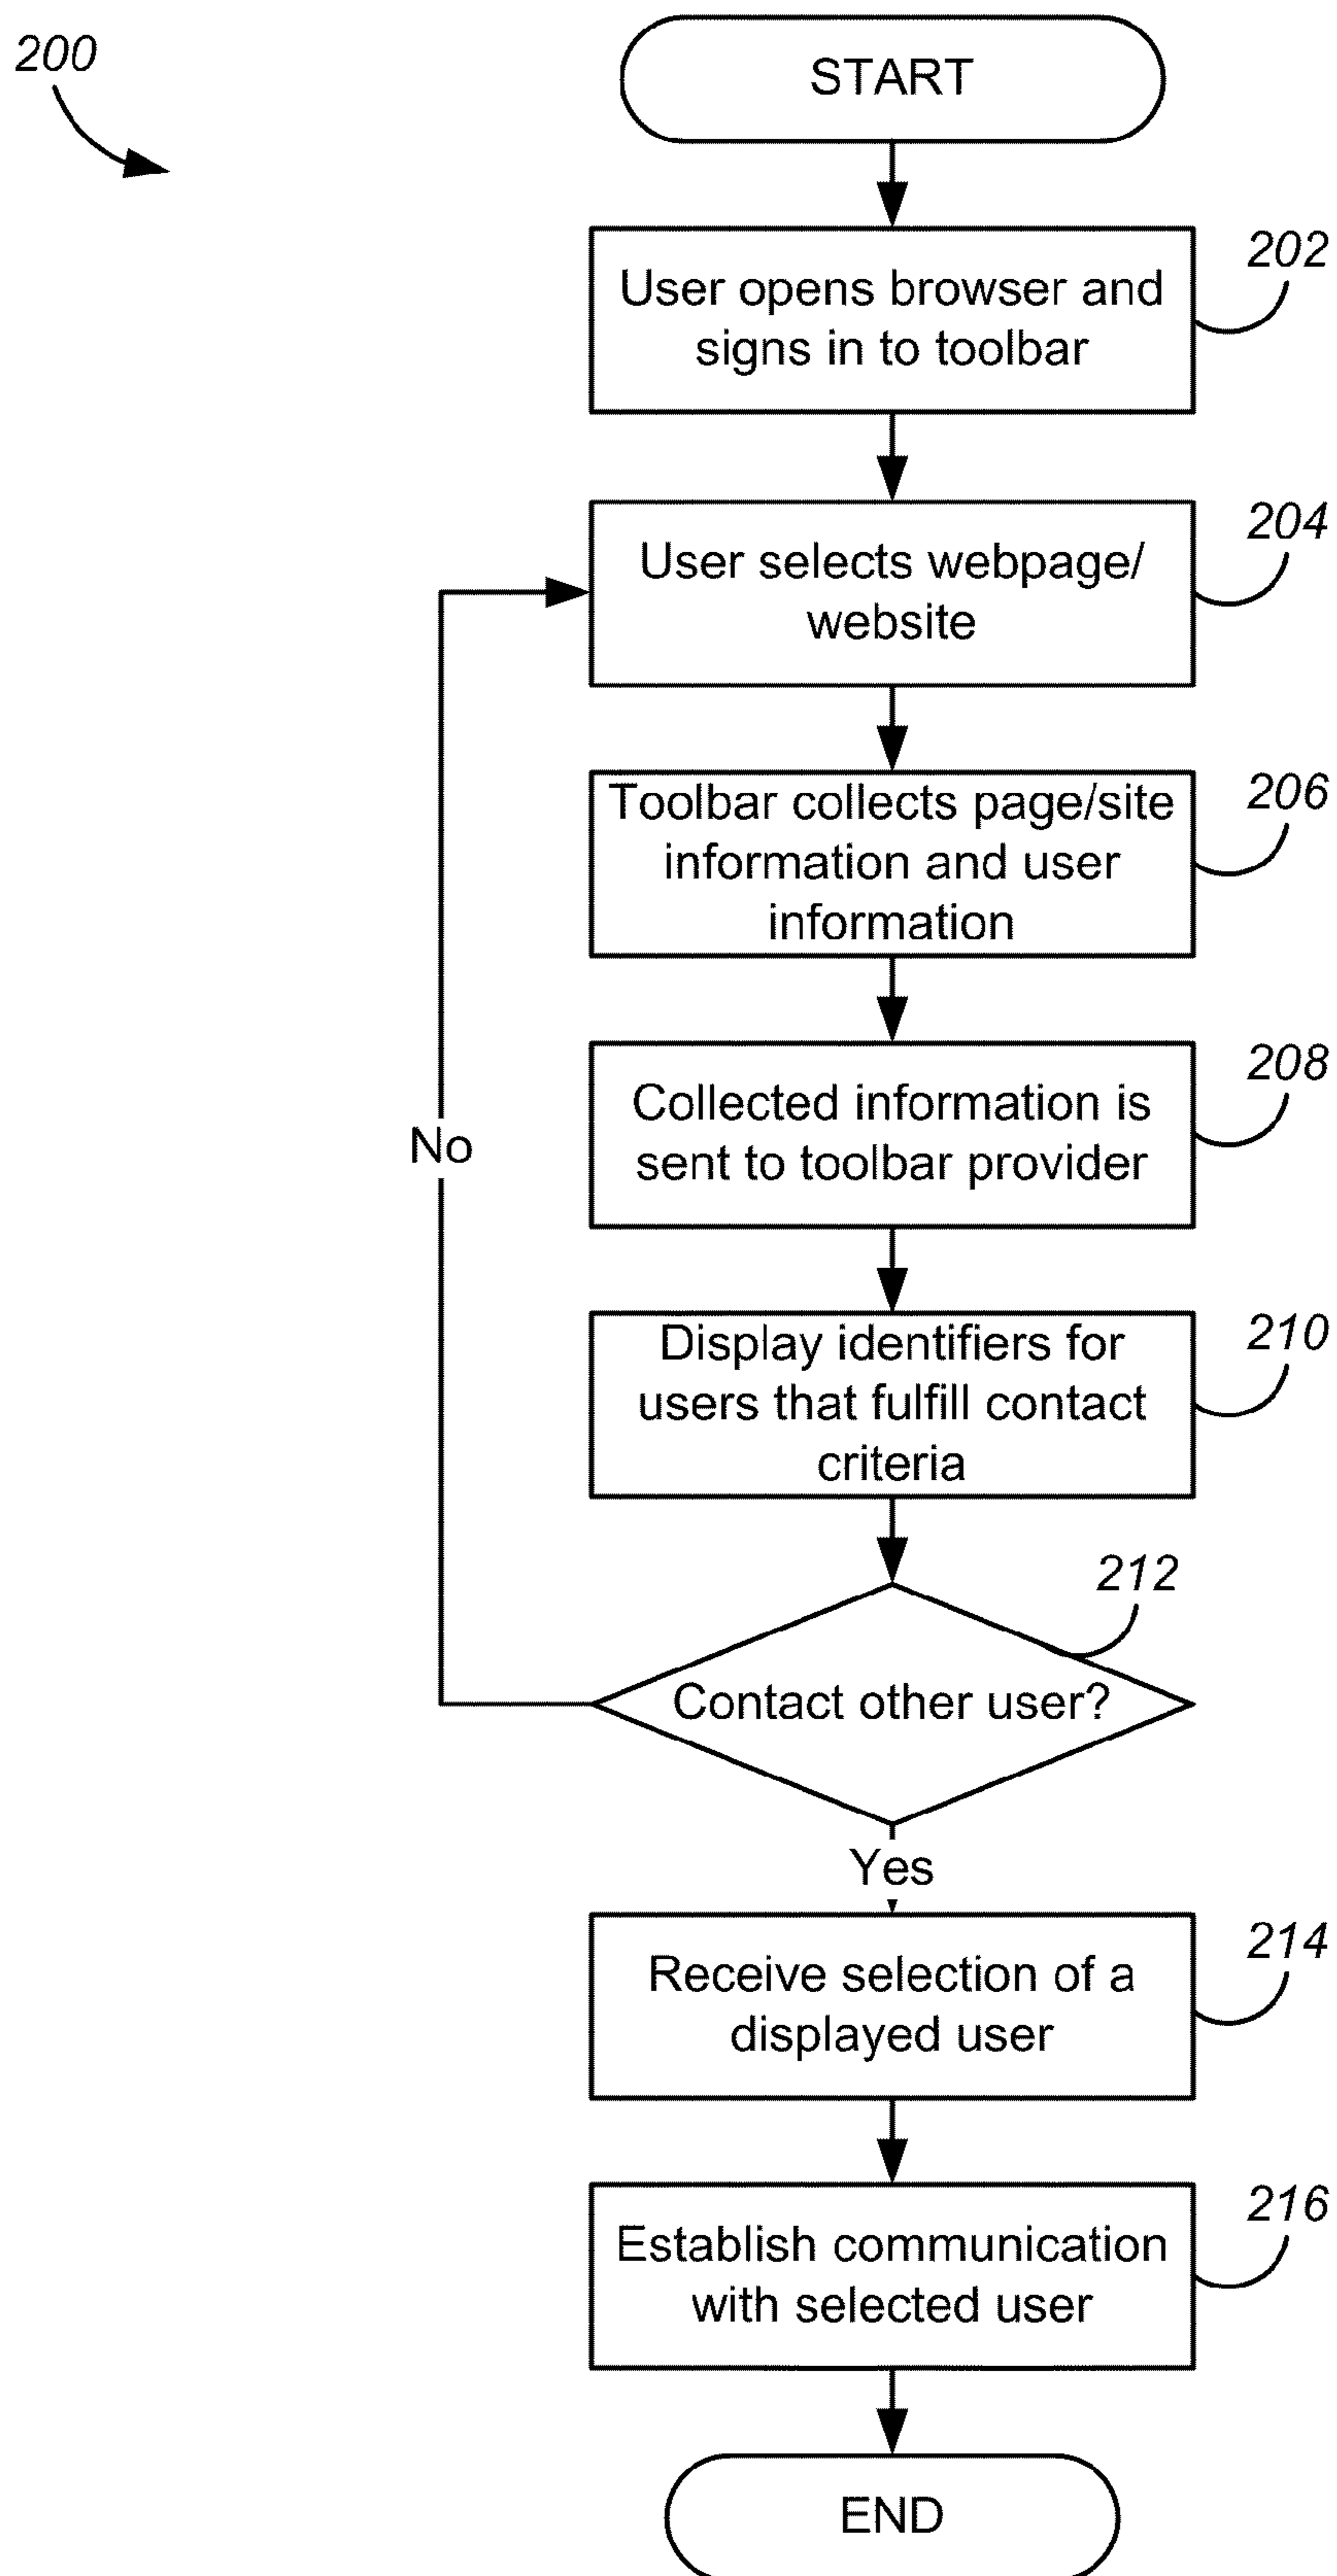 200
START
202
User opens browser and
signs in to toolbar
204
User selects webpage/
website
206
Toolbar collects page/site
information and user
information
208
Collected information is
sent to toolbar provider
No
210
Display identifiers for
users that fulfill contact
criteria
212
Contact other user?
Yes
214
Receive selection of a
displayed user
216
Establish communication
with selected user
END